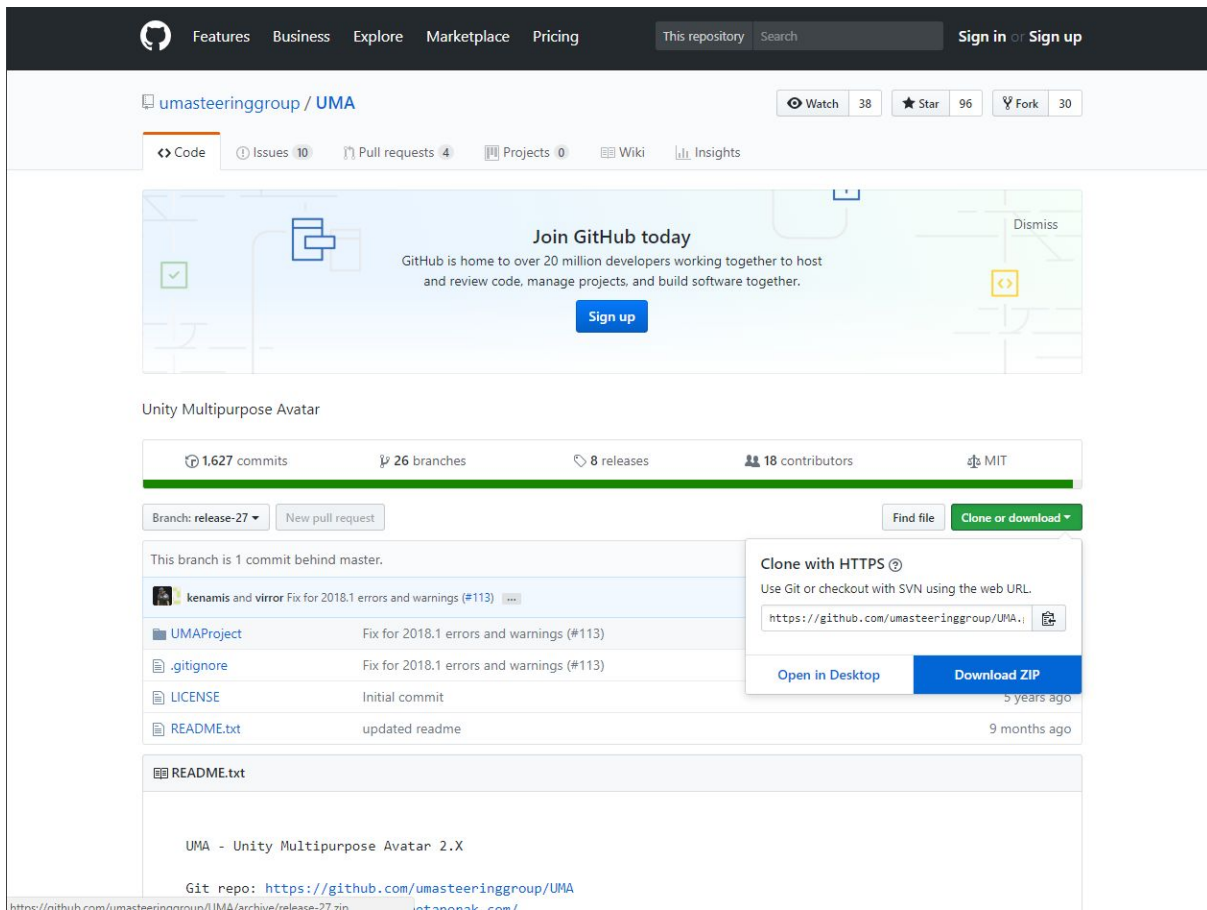 Features Business Explore Marketplace Pricing This repository Search Sign in or Sign up
umasteeringgroup / UMA Watch 38 Star 96 Fork 30
Code Issues 10 Pull requests 4 Projects 0 Wiki Insights
Dismiss
Join GitHub today
GitHub is home to over 20 million developers working together to host
and review code, manage projects, and build software together.
Sign up
Unity Multipurpose Avatar
1,627 commits 26 branches 8 releases 18 contributors MIT
Branch: release-27 New pull request Find file Clone or download
This branch is 1 commit behind master.
kenamis and virror Fix for 2018.1 errors and warnings (#113) ...
UMAProject Fix for 2018.1 errors and warnings (#113)
.gitignore Fix for 2018.1 errors and warnings (#113)
LICENSE Initial commit 5 years ago
README.txt updated readme 9 months ago
Clone with HTTPS
Use Git or checkout with SVN using the web URL.
https://github.com/umasteeringgroup/UMA.
Open in Desktop Download ZIP
README.txt
UMA - Unity Multipurpose Avatar 2.X
Git repo: https://github.com/umasteeringgroup/UMA
https://github.com/umasteeringgroup/UMA/archive/release-27.zip